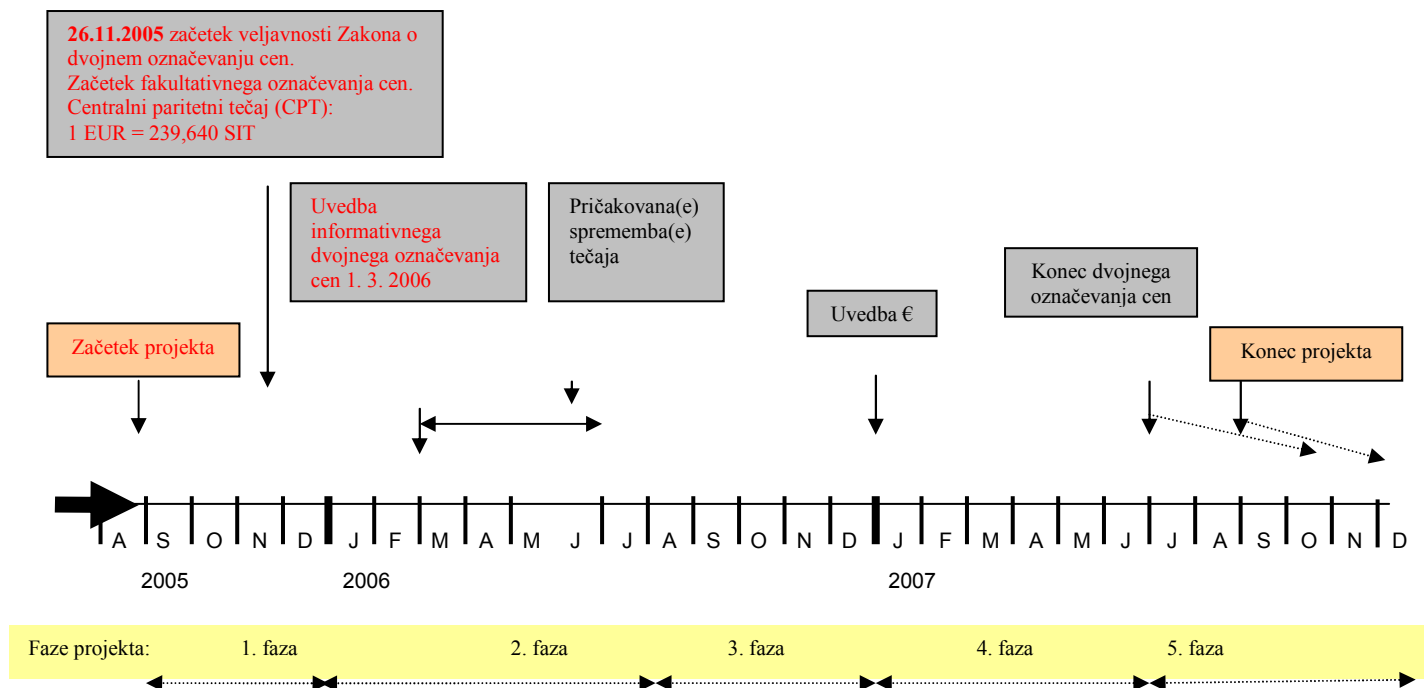 26.11.2005 začetek veljavnosti Zakona o
dvojnem označevanju cen.
Začetek fakultativnega označevanja cen.
Centralni paritetni tečaj (CPT):
1 EUR = 239,640 SIT
Uvedba
informativnega
dvojnega označevanja
cen 1. 3. 2006
Pričakovana(e)
sprememba(e)
tečaja
Uvedba €
Konec dvojnega
označevanja cen
Začetek projekta
Konec projekta
A S O N D J F M A M J J A S O N D J F M A M J J A S O N D
2005 2006 2007
Faze projekta: 1. faza 2. faza 3. faza 4. faza 5. faza